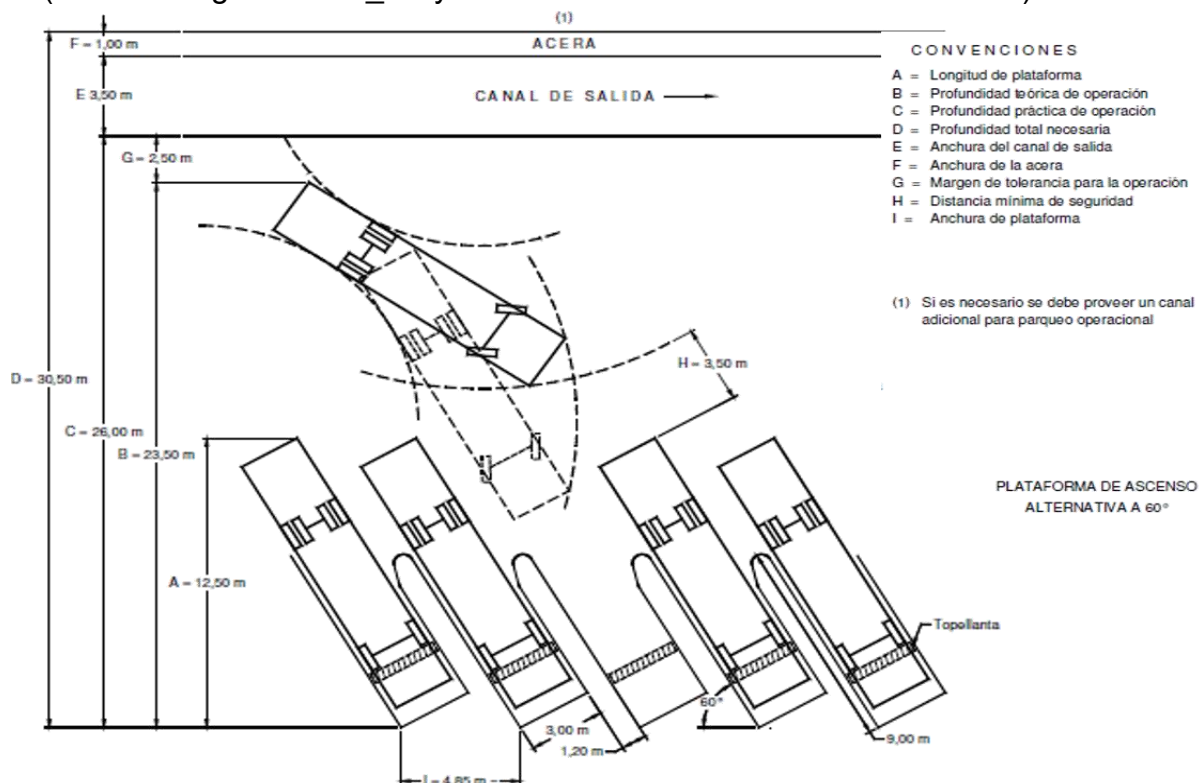 (1)
F = 1,00 m
ACERA
E 3,50 m
CANAL DE SALIDA
G = 2,50 m
H = 3,50 m
D = 30,50 m
C = 26,00 m
B = 23,50 m
A = 12,50 m
Topellanta
60°
3,00 m
1,20 m
9,00 m
I = 4,85 m
CONVENCIONES
A = Longitud de plataforma
B = Profundidad teórica de operación
C = Profundidad práctica de operación
D = Profundidad total necesaria
E = Anchura del canal de salida
F = Anchura de la acera
G = Margen de tolerancia para la operación
H = Distancia mínima de seguridad
I = Anchura de plataforma
(1) Si es necesario se debe proveer un canal
adicional para parqueo operacional
PLATAFORMA DE ASCENSO
ALTERNATIVA A 60°